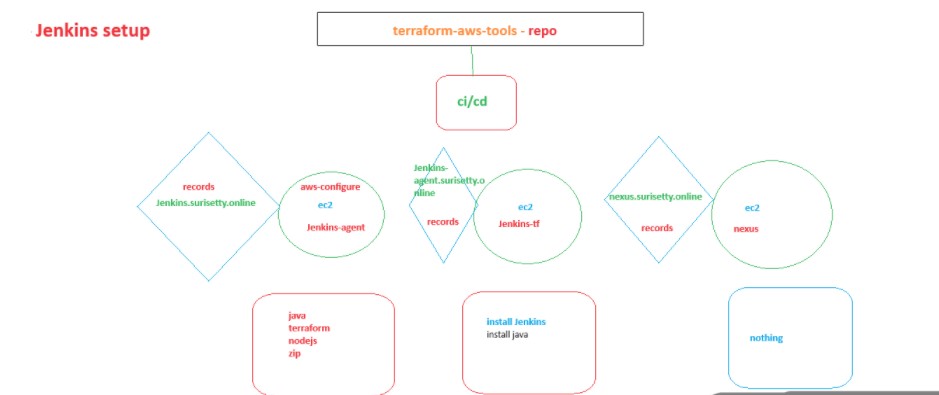 Jenkins setup
terraform-aws-tools - repo
ci/cd
records
Jenkins.surisetty.online
aws-configure
ec2
Jenkins-agent
Jenkins-
agent.surisetty.o
nline
records
ec2
Jenkins-tf
nexus.surisetty.online
records
ec2
nexus
java
terraform
nodejs
zip
install Jenkins
install java
nothing